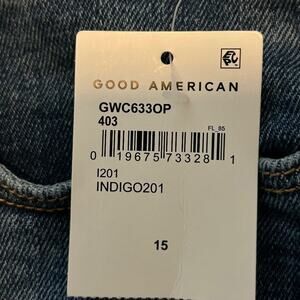 GOOD AMERICAN
GWC633OP
403
FL_85
0 19675 73328 1
I201
INDIGO201
15